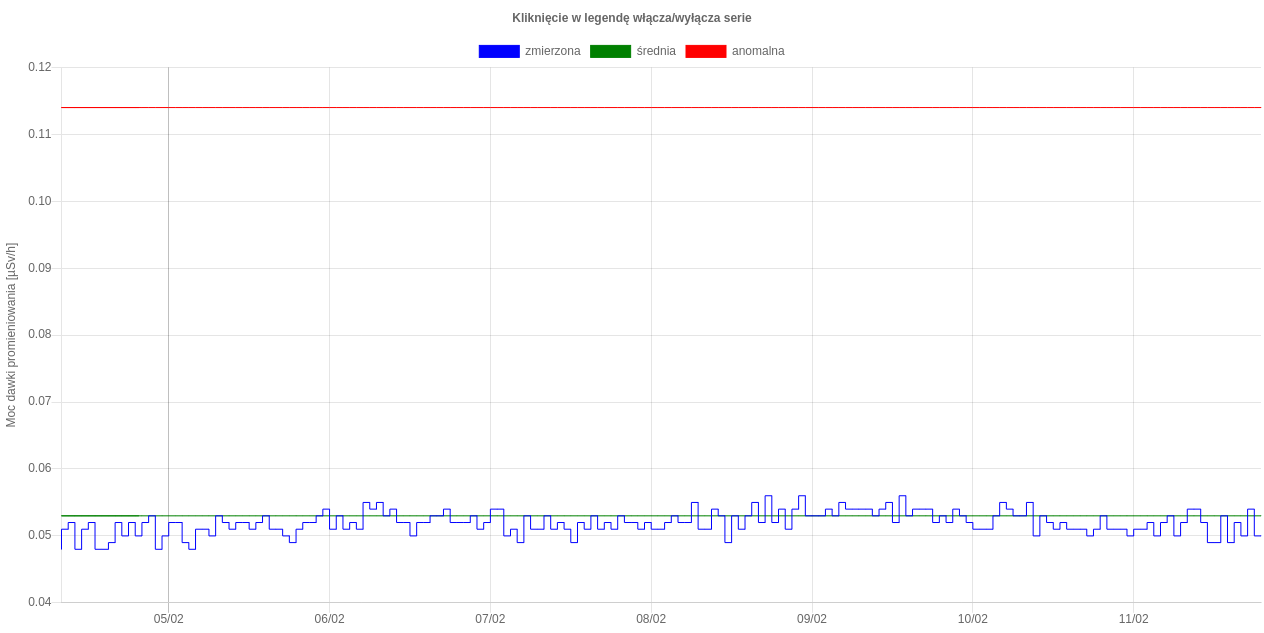 Kliknięcie w legendę włącza/wyłącza serie
zmierzona średnia anomalna
0.12
0.11
0.10
0.09
0.08
0.07
0.06
0.05
0.04
Moc dawki promieniowania [µSv/h]
05/02 06/02 07/02 08/02 09/02 10/02 11/02